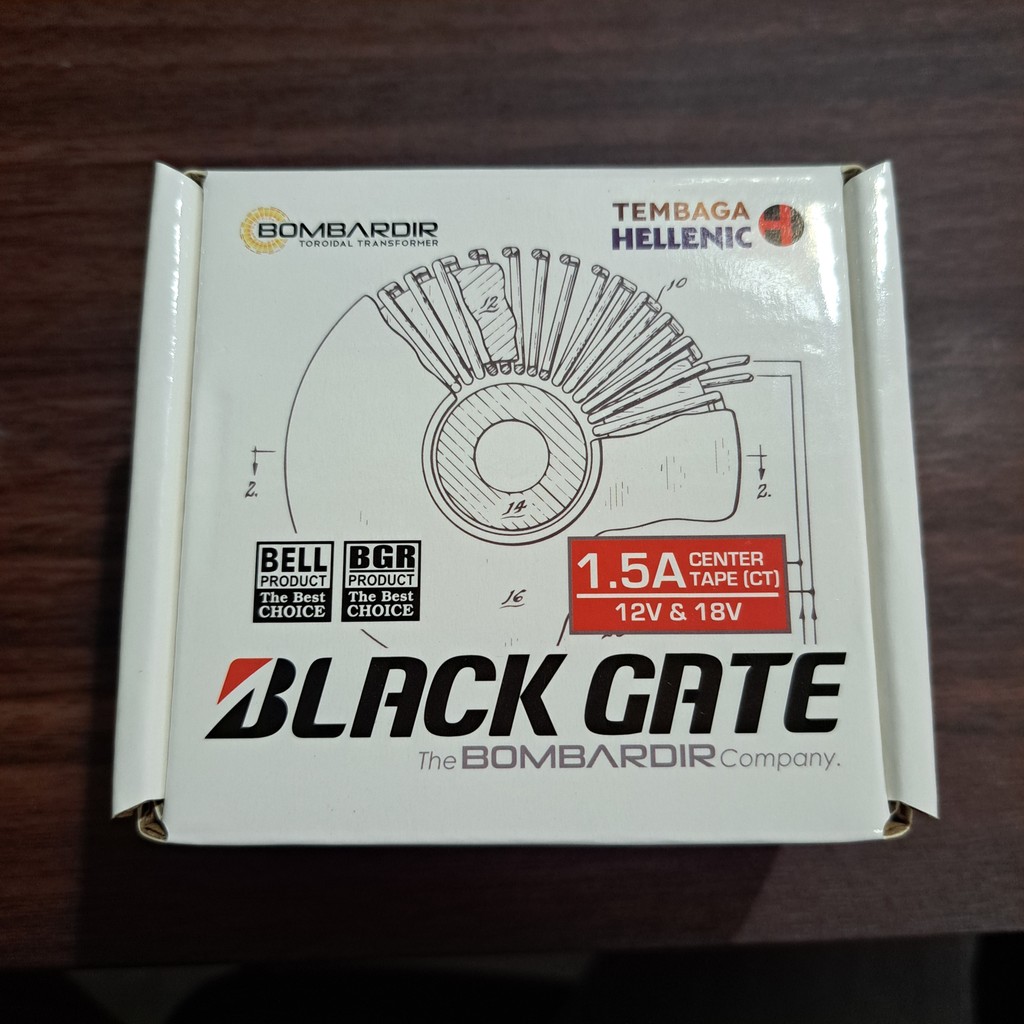 BOMBARDIR
TOROIDAL TRANSFORMER
TEMBAGA
HELLENIC
12
10
2.
2.
14
16
BELL
PRODUCT
The Best
CHOICE
BGR
PRODUCT
The Best
CHOICE
1.5A CENTER TAPE (CT)
12V & 18V
BLACK GATE
The BOMBARDIR Company.